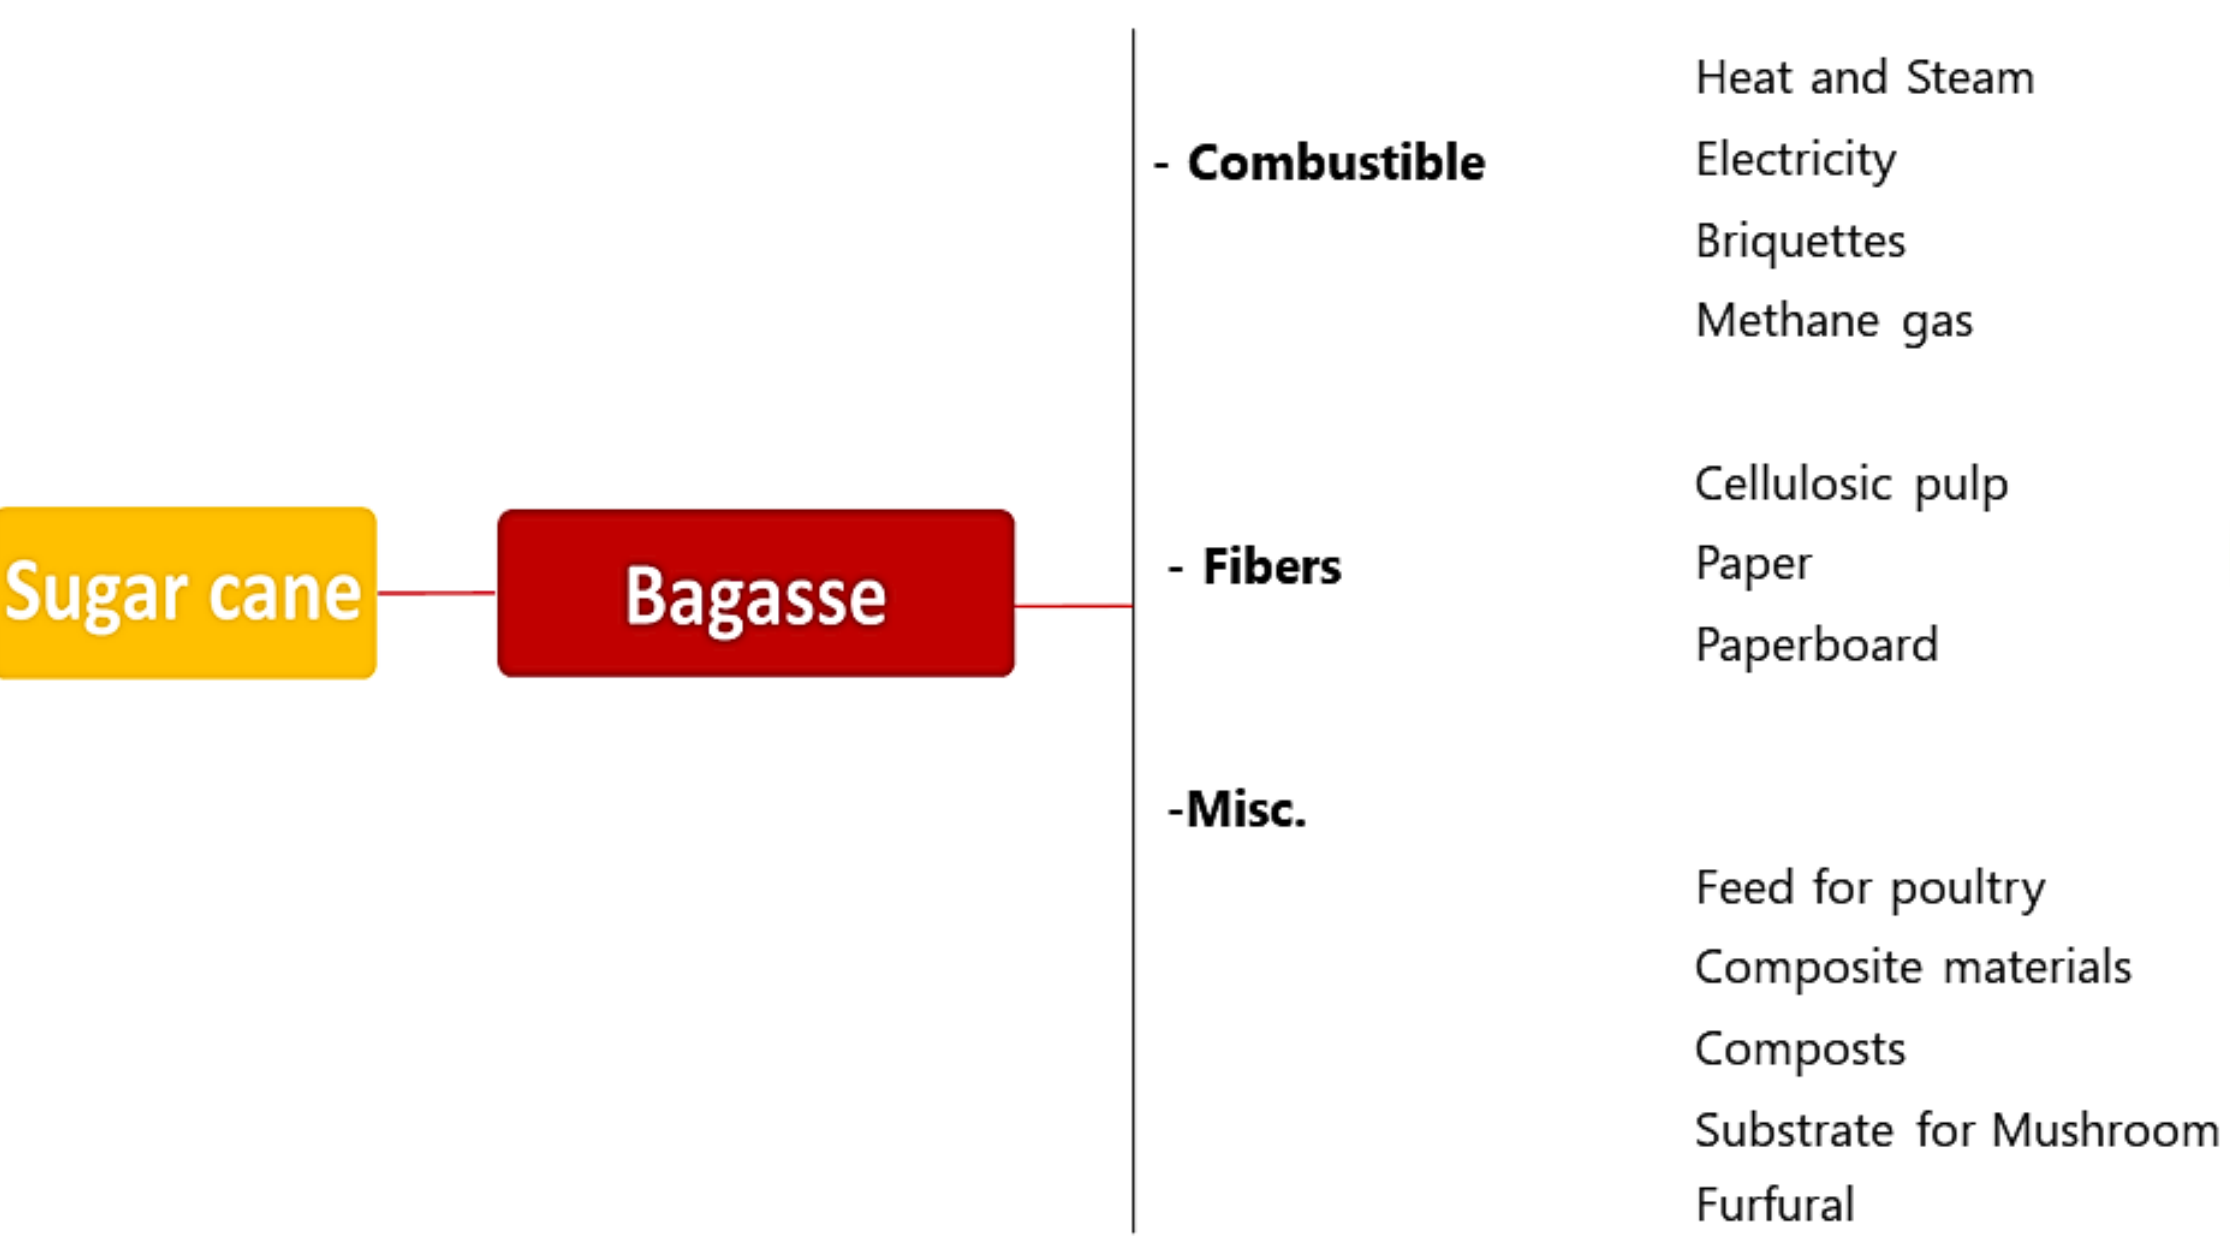 Sugar cane
Bagasse
- Combustible
Heat and Steam
Electricity
Briquettes
Methane gas
- Fibers
Cellulosic pulp
Paper
Paperboard
-Misc.
Feed for poultry
Composite materials
Composts
Substrate for Mushroom
Furfural